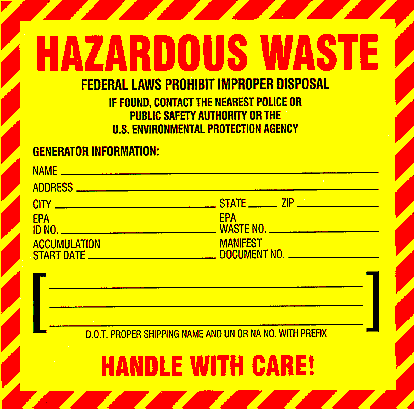 HAZARDOUS WASTE
FEDERAL LAWS PROHIBIT IMPROPER DISPOSAL
IF FOUND, CONTACT THE NEAREST POLICE OR
PUBLIC SAFETY AUTHORITY OR THE
U.S. ENVIRONMENTAL PROTECTION AGENCY
GENERATOR INFORMATION:
NAME
ADDRESS
CITY STATE ZIP
EPA ID NO. EPA WASTE NO.
ACCUMULATION START DATE MANIFEST DOCUMENT NO.
D.O.T. PROPER SHIPPING NAME AND UN OR NA NO. WITH PREFIX
HANDLE WITH CARE!